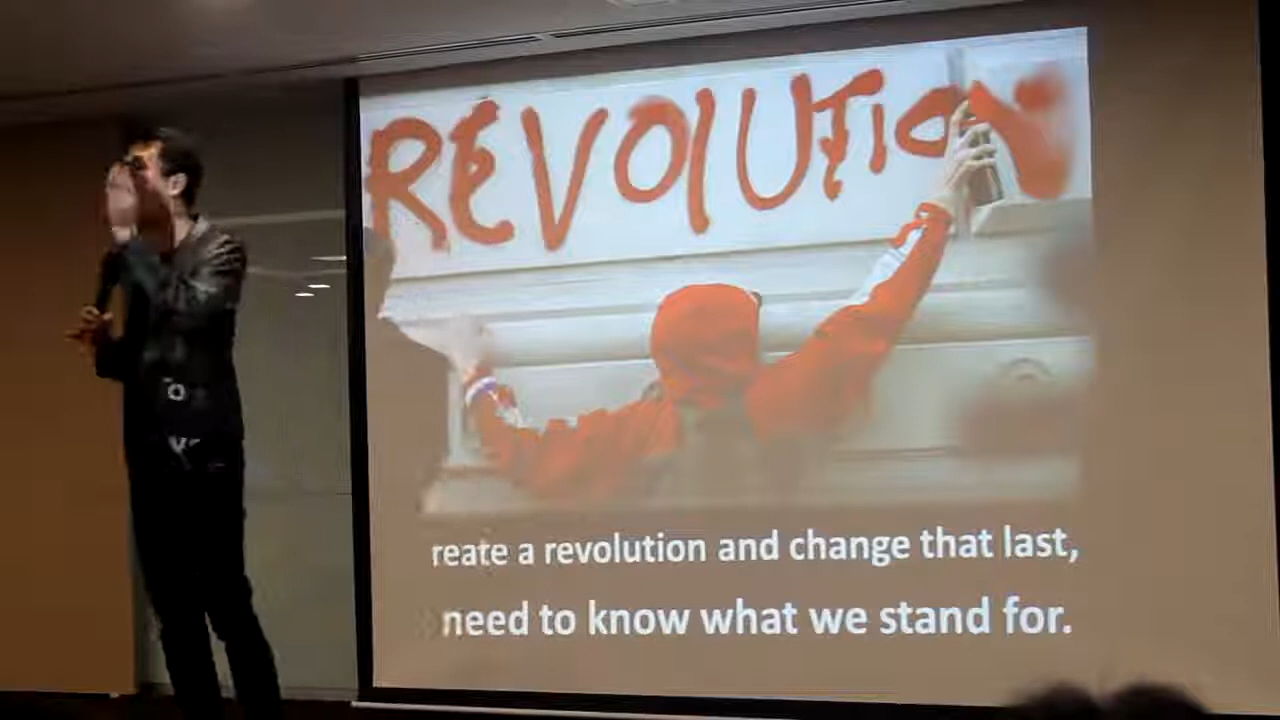 REVOLUTION
reate a revolution and change that last,
need to know what we stand for.